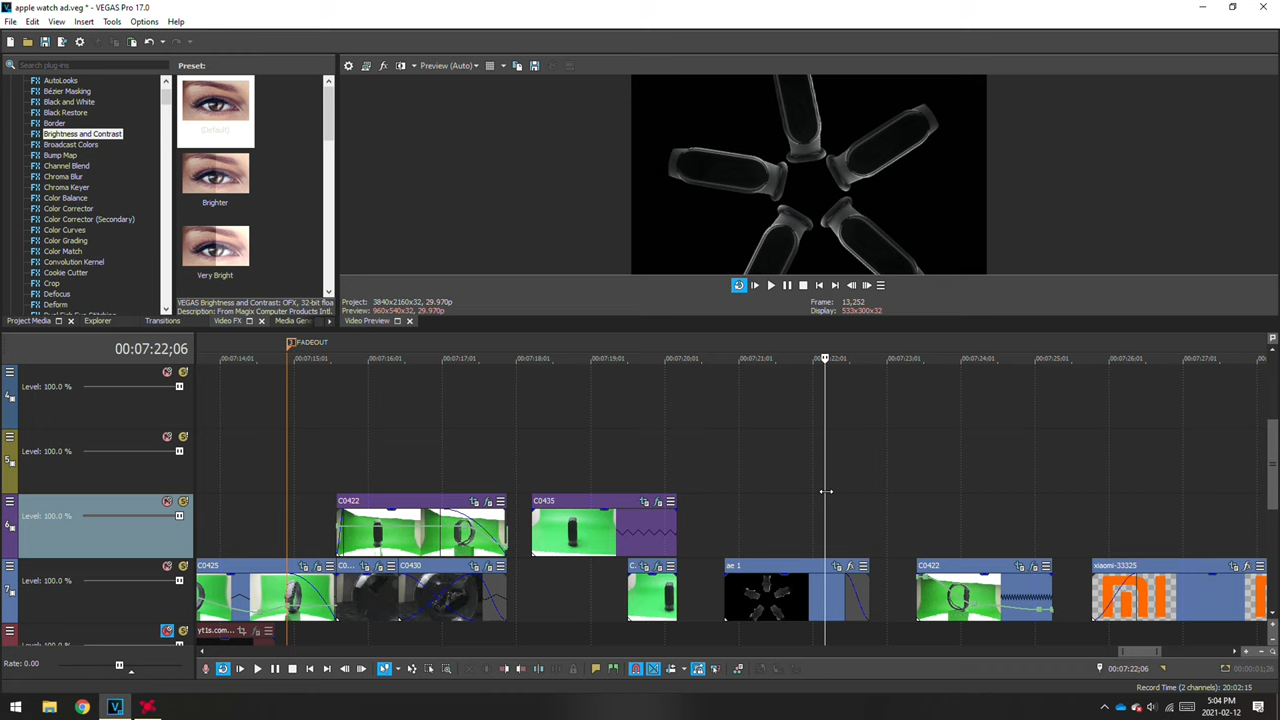 apple watch ad.veg * - VEGAS Pro 17.0
File Edit View Insert Tools Options Help
Search plug-ins
AutoLooks
Bézier Masking
Black and White
Black Restore
Border
Brightness and Contrast
Broadcast Colors
Bump Map
Channel Blend
Chroma Blur
Chroma Keyer
Color Balance
Color Corrector
Color Corrector (Secondary)
Color Curves
Color Grading
Color Match
Convolution Kernel
Cookie Cutter
Crop
Defocus
Deform
Preset:
(Default)
Brighter
Very Bright
VEGAS Brightness and Contrast: OFX, 32-bit floa
Description: From Magix Computer Products Intl.
Project Media Explorer Transitions Video FX Media Gene
Preview (Auto)
Project: 3840x2160x32, 29.970p
Preview: 960x540x32, 29.970p
Frame: 13,252
Display: 533x300x32
Video Preview
00:07:22;06
3 FADEOUT
00:07:14;01 00:07:15;01 00:07:16;01 00:07:17;01 00:07:18;01 00:07:19;01 00:07:20;01 00:07:21;01 00:07:22;01 00:07:23;01 00:07:24;01 00:07:25;01 00:07:26;01 00:07:27;01
4 Level: 100.0 %
5 Level: 100.0 %
6 Level: 100.0 %
C0422 C0435
7 Level: 100.0 %
C0425 C0... C0430 C... ae 1 C0422 xiaomi-33325
yt1s.com...
Rate: 0.00
00:07:22;06 00:00:01;26
Record Time (2 channels): 20:02:15
5:04 PM
2021-02-12